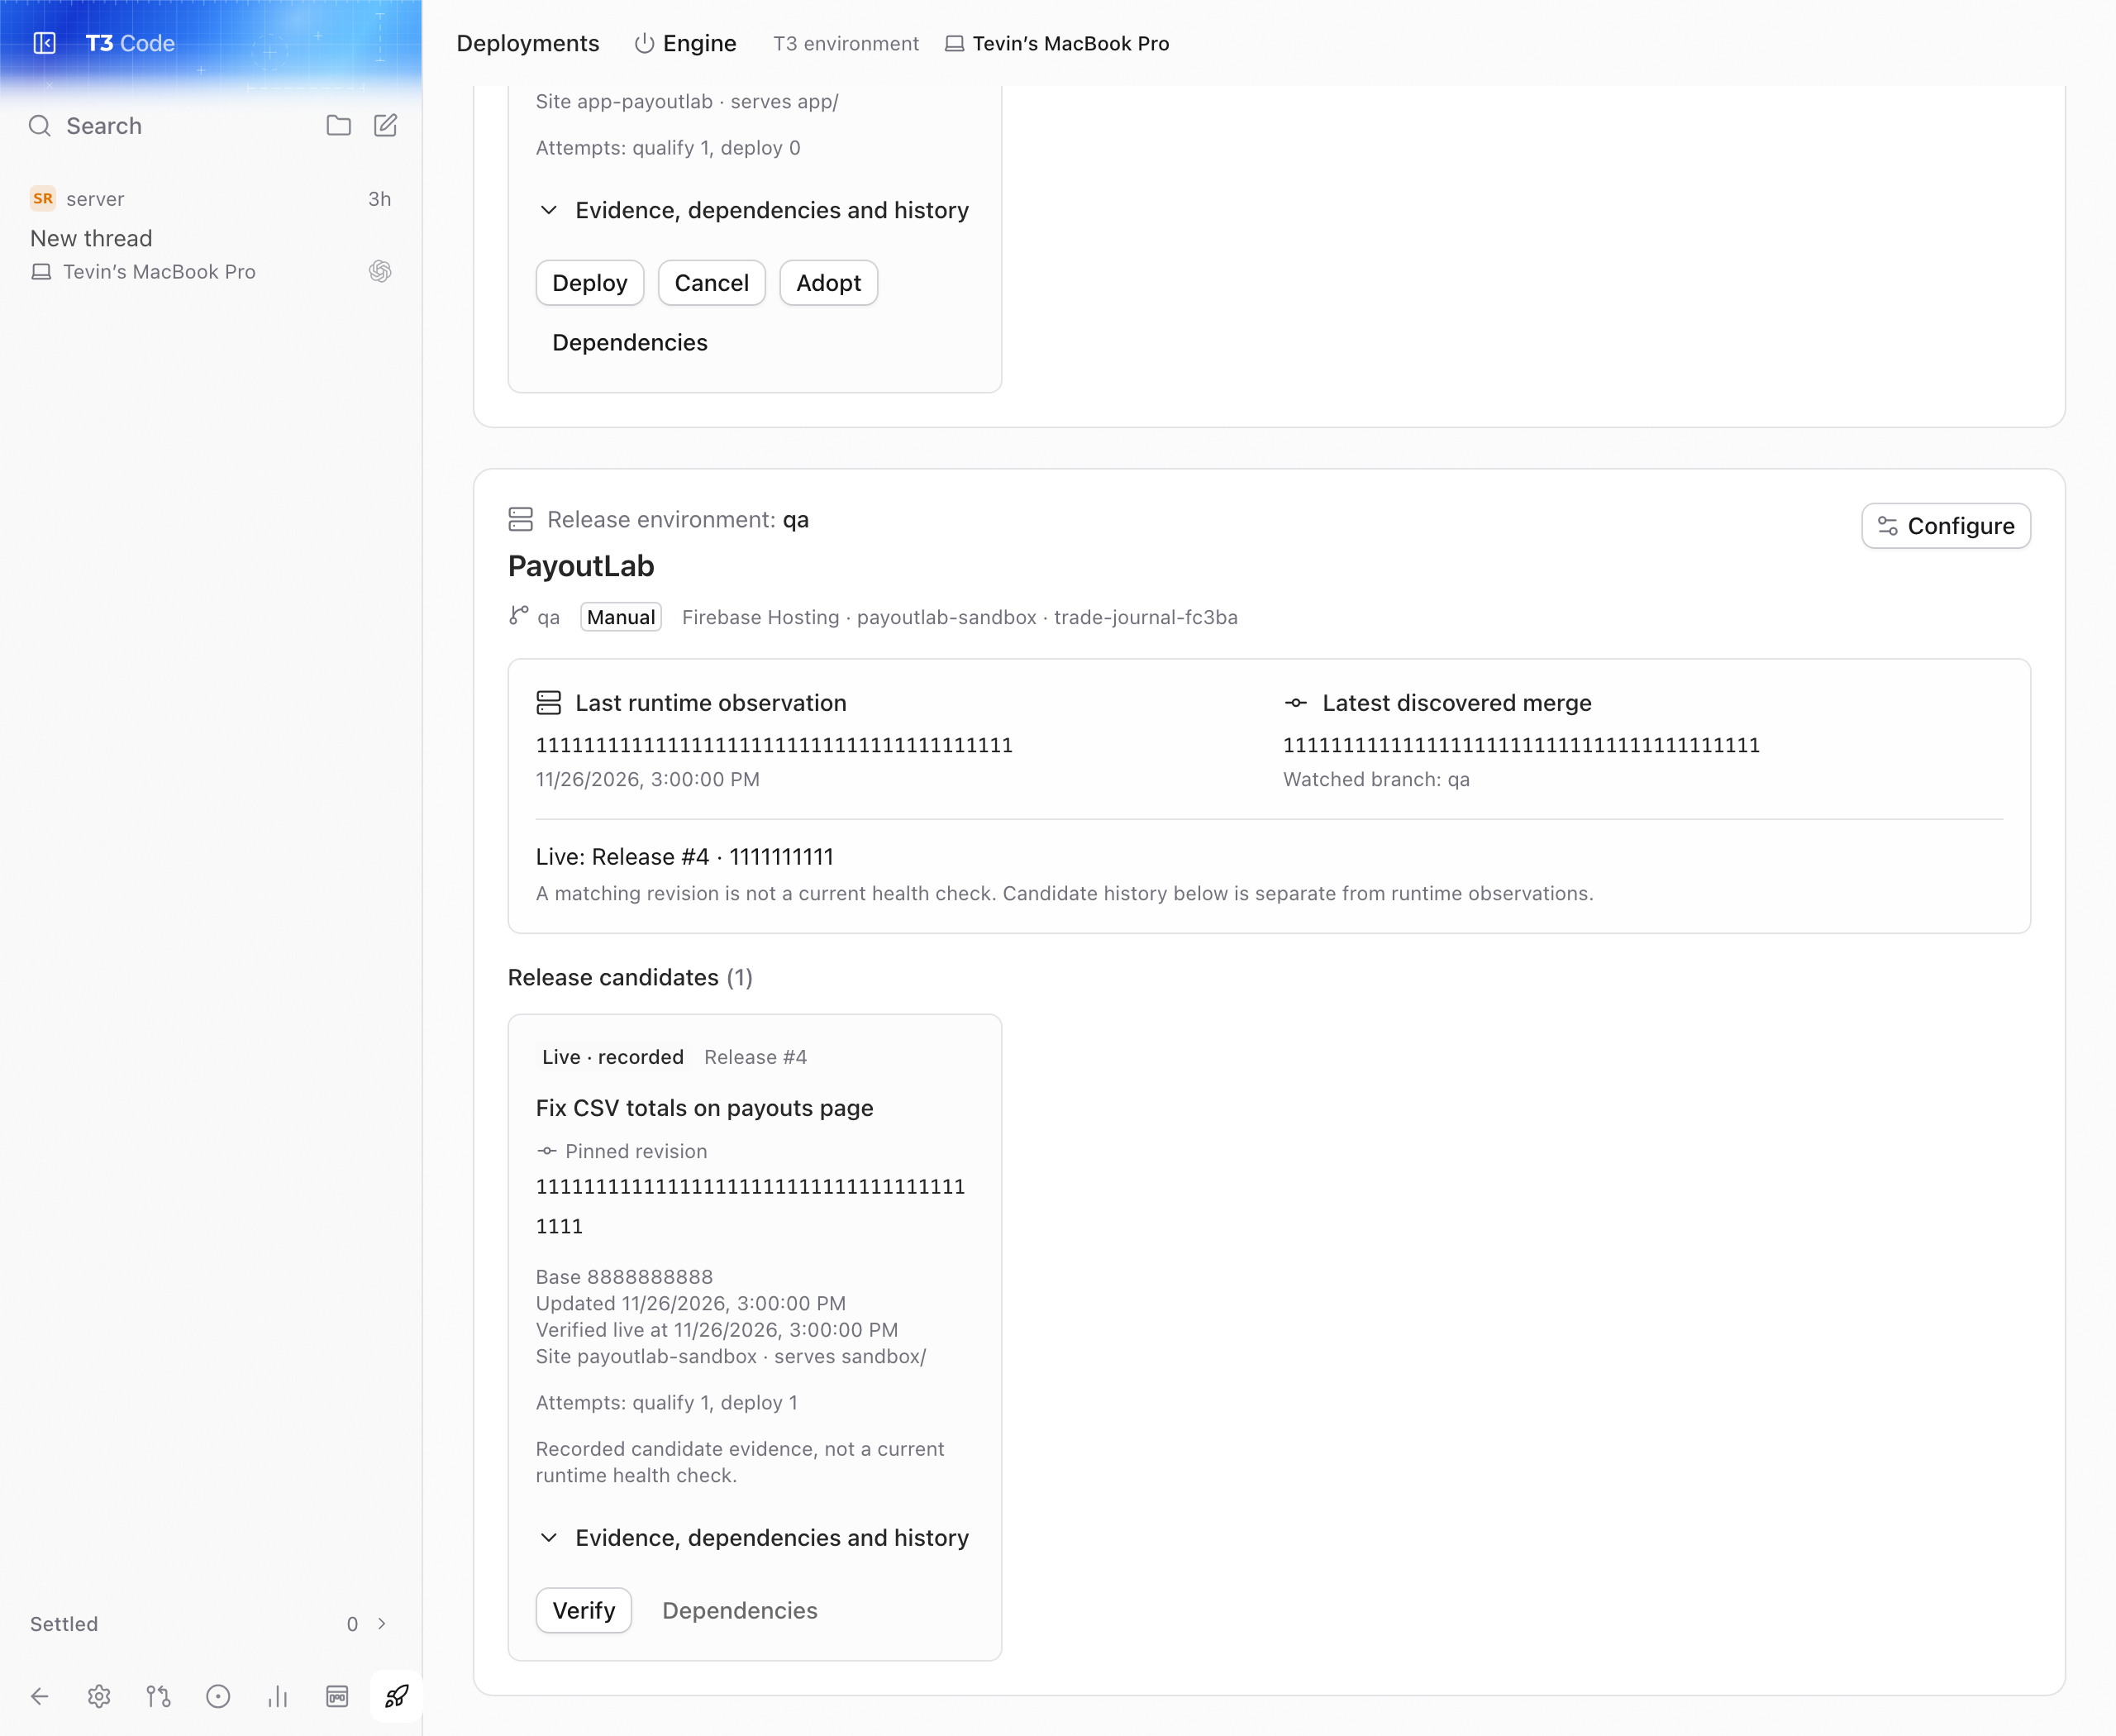 T3 Code
Search
SR server 3h
New thread
Tevin’s MacBook Pro
Settled 0
Deployments Engine T3 environment Tevin’s MacBook Pro
Site app-payoutlab · serves app/
Attempts: qualify 1, deploy 0
Evidence, dependencies and history
Deploy Cancel Adopt
Dependencies
Release environment: qa
Configure
PayoutLab
qa Manual Firebase Hosting · payoutlab-sandbox · trade-journal-fc3ba
Last runtime observation
1111111111111111111111111111111111111111
11/26/2026, 3:00:00 PM
Latest discovered merge
1111111111111111111111111111111111111111
Watched branch: qa
Live: Release #4 · 1111111111
A matching revision is not a current health check. Candidate history below is separate from runtime observations.
Release candidates (1)
Live · recorded Release #4
Fix CSV totals on payouts page
Pinned revision
111111111111111111111111111111111111
1111
Base 8888888888
Updated 11/26/2026, 3:00:00 PM
Verified live at 11/26/2026, 3:00:00 PM
Site payoutlab-sandbox · serves sandbox/
Attempts: qualify 1, deploy 1
Recorded candidate evidence, not a current
runtime health check.
Evidence, dependencies and history
Verify Dependencies